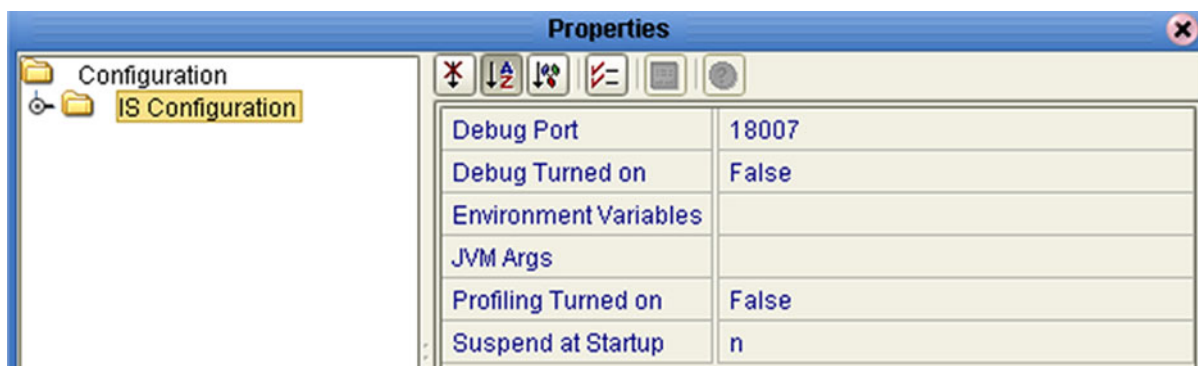 Properties
Configuration
IS Configuration
Debug Port 18007
Debug Turned on False
Environment Variables
JVM Args
Profiling Turned on False
Suspend at Startup n